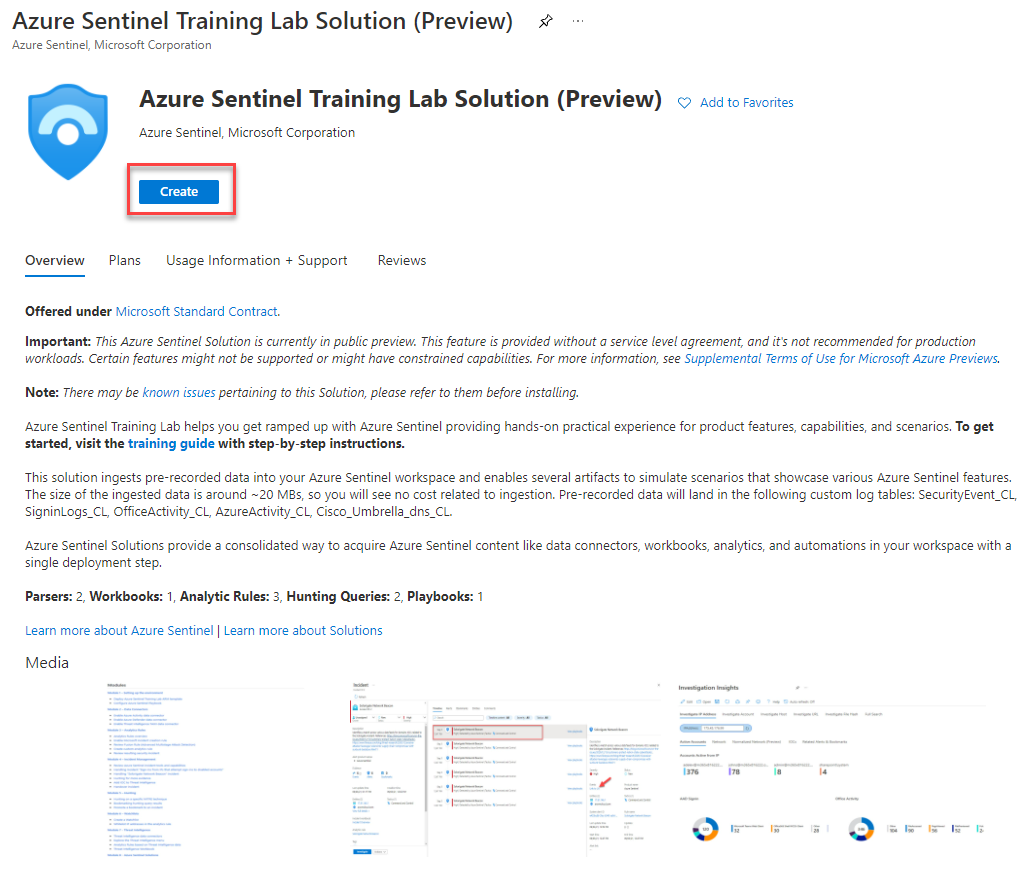 Azure Sentinel Training Lab Solution (Preview)
Azure Sentinel, Microsoft Corporation
Azure Sentinel Training Lab Solution (Preview)
Add to Favorites
Azure Sentinel, Microsoft Corporation
Create
Overview Plans Usage Information + Support Reviews
Offered under Microsoft Standard Contract.
Important: This Azure Sentinel Solution is currently in public preview. This feature is provided without a service level agreement, and it's not recommended for production
workloads. Certain features might not be supported or might have constrained capabilities. For more information, see Supplemental Terms of Use for Microsoft Azure Previews.
Note: There may be known issues pertaining to this Solution, please refer to them before installing.
Azure Sentinel Training Lab helps you get ramped up with Azure Sentinel providing hands-on practical experience for product features, capabilities, and scenarios. To get
started, visit the training guide with step-by-step instructions.
This solution ingests pre-recorded data into your Azure Sentinel workspace and enables several artifacts to simulate scenarios that showcase various Azure Sentinel features.
The size of the ingested data is around ~20 MBs, so you will see no cost related to ingestion. Pre-recorded data will land in the following custom log tables: SecurityEvent_CL,
SigninLogs_CL, OfficeActivity_CL, AzureActivity_CL, Cisco_Umbrella_dns_CL.
Azure Sentinel Solutions provide a consolidated way to acquire Azure Sentinel content like data connectors, workbooks, analytics, and automations in your workspace with a
single deployment step.
Parsers: 2, Workbooks: 1, Analytic Rules: 3, Hunting Queries: 2, Playbooks: 1
Learn more about Azure Sentinel | Learn more about Solutions
Media
Modules
Incident
Investigation Insights
376
78
8
4